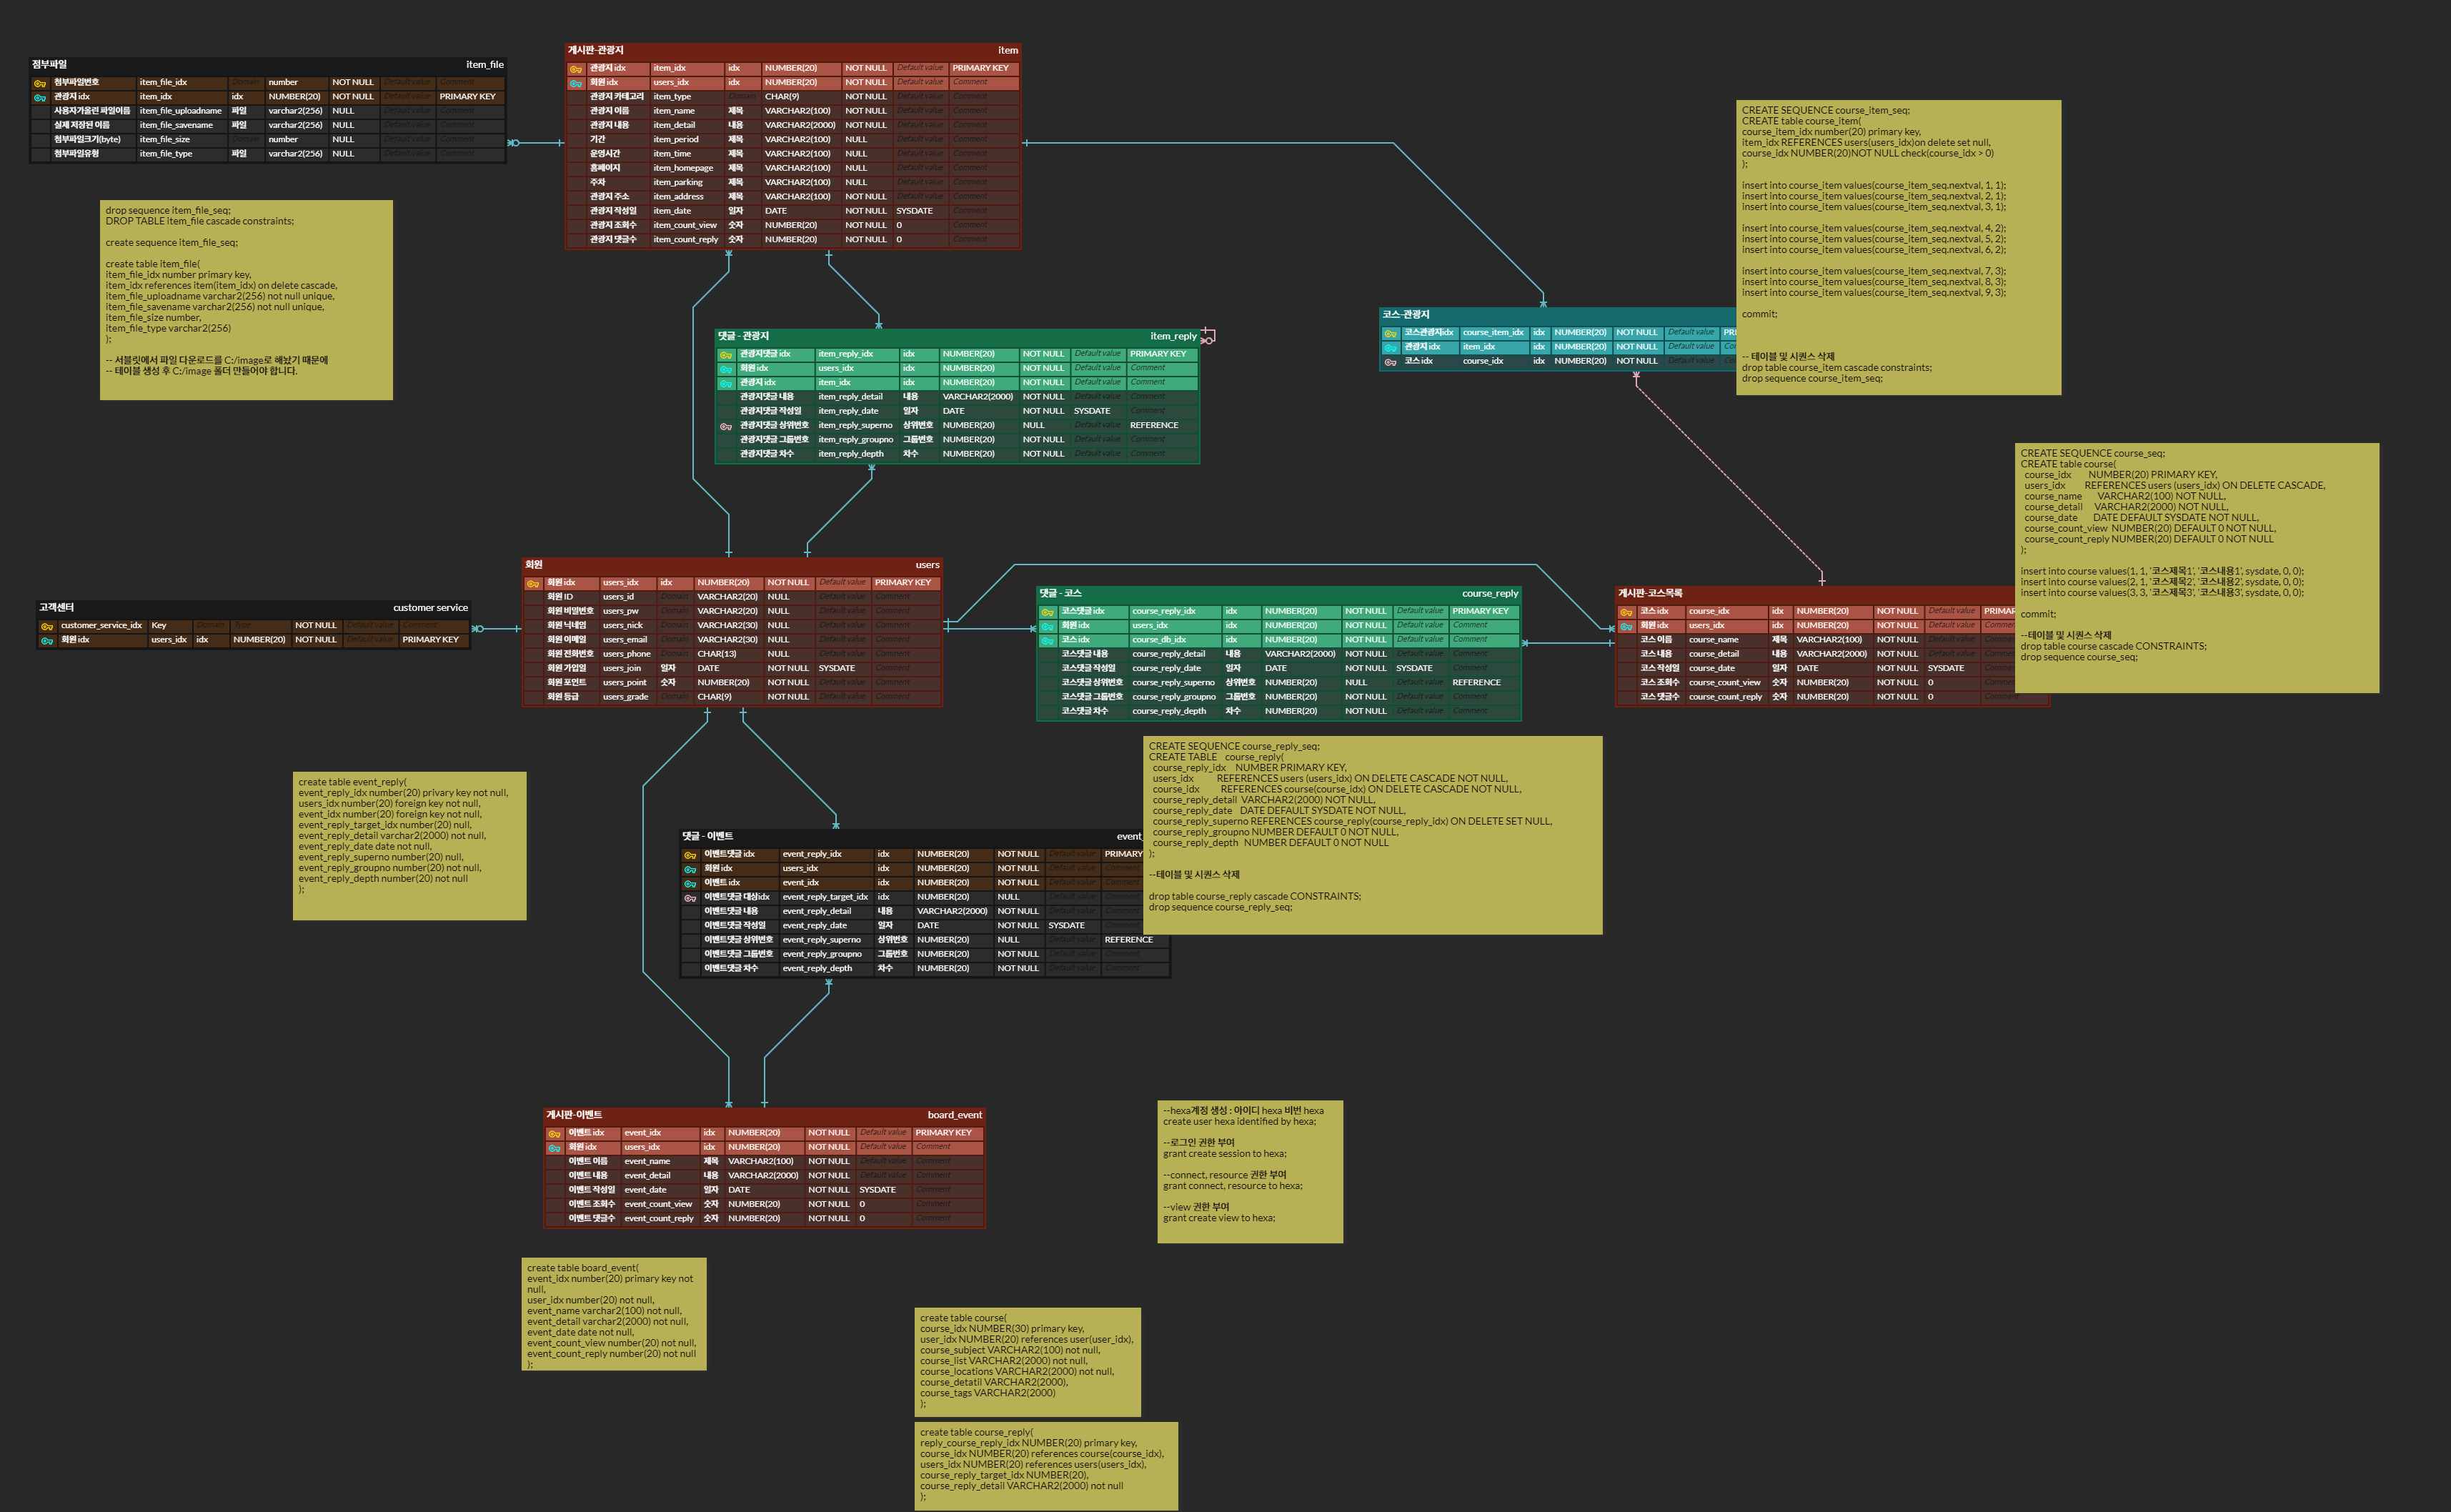 첨부파일 item_file
첨부파일번호 item_file_idx Domain number NOT NULL Default value Comment
관광지 idx item_idx idx NUMBER(20) NOT NULL Default value PRIMARY KEY
사용자가올린 파일이름 item_file_uploadname 파일 varchar2(256) NULL Default value Comment
실제 저장된 이름 item_file_savename 파일 varchar2(256) NULL Default value Comment
첨부파일크기(byte) item_file_size Domain number NULL Default value Comment
첨부파일유형 item_file_type 파일 varchar2(256) NULL Default value Comment
게시판-관광지 item
관광지 idx item_idx idx NUMBER(20) NOT NULL Default value PRIMARY KEY
회원 idx users_idx idx NUMBER(20) NOT NULL Default value Comment
관광지 카테고리 item_type Domain CHAR(9) NOT NULL Default value Comment
관광지 이름 item_name 제목 VARCHAR2(100) NOT NULL Default value Comment
관광지 내용 item_detail 내용 VARCHAR2(2000) NOT NULL Default value Comment
기간 item_period 제목 VARCHAR2(100) NULL Default value Comment
운영시간 item_time 제목 VARCHAR2(100) NULL Default value Comment
홈페이지 item_homepage 제목 VARCHAR2(100) NULL Default value Comment
주차 item_parking 제목 VARCHAR2(100) NULL Default value Comment
관광지 주소 item_address 제목 VARCHAR2(100) NOT NULL Default value Comment
관광지 작성일 item_date 일자 DATE NOT NULL SYSDATE Comment
관광지 조회수 item_count_view 숫자 NUMBER(20) NOT NULL 0 Comment
관광지 댓글수 item_count_reply 숫자 NUMBER(20) NOT NULL 0 Comment
CREATE SEQUENCE course_item_seq;
CREATE table course_item(
course_item_idx number(20) primary key,
item_idx REFERENCES users(users_idx)on delete set null,
course_idx NUMBER(20)NOT NULL check(course_idx > 0)
);
insert into course_item values(course_item_seq.nextval, 1, 1);
insert into course_item values(course_item_seq.nextval, 2, 1);
insert into course_item values(course_item_seq.nextval, 3, 1);
insert into course_item values(course_item_seq.nextval, 4, 2);
insert into course_item values(course_item_seq.nextval, 5, 2);
insert into course_item values(course_item_seq.nextval, 6, 2);
insert into course_item values(course_item_seq.nextval, 7, 3);
insert into course_item values(course_item_seq.nextval, 8, 3);
insert into course_item values(course_item_seq.nextval, 9, 3);
commit;
-- 테이블 및 시퀀스 삭제
drop table course_item cascade constraints;
drop sequence course_item_seq;
drop sequence item_file_seq;
DROP TABLE item_file cascade constraints;
create sequence item_file_seq;
create table item_file(
item_file_idx number primary key,
item_idx references item(item_idx) on delete cascade,
item_file_uploadname varchar2(256) not null unique,
item_file_savename varchar2(256) not null unique,
item_file_size number,
item_file_type varchar2(256)
);
-- 서블릿에서 파일 다운로드를 C:/image로 해놨기 때문에
-- 테이블 생성 후 C:/image 폴더 만들어야 합니다.
코스-관광지
코스관광지idx course_item_idx idx NUMBER(20) NOT NULL Default value PRI
관광지 idx item_idx idx NUMBER(20) NOT NULL Default value Co
코스 idx course_idx idx NUMBER(20) NOT NULL Default value Co
댓글 - 관광지 item_reply
관광지댓글 idx item_reply_idx idx NUMBER(20) NOT NULL Default value PRIMARY KEY
회원 idx users_idx idx NUMBER(20) NOT NULL Default value Comment
관광지 idx item_idx idx NUMBER(20) NOT NULL Default value Comment
관광지댓글 내용 item_reply_detail 내용 VARCHAR2(2000) NOT NULL Default value Comment
관광지댓글 작성일 item_reply_date 일자 DATE NOT NULL SYSDATE Comment
관광지댓글 상위번호 item_reply_superno 상위번호 NUMBER(20) NULL Default value REFERENCE
관광지댓글 그룹번호 item_reply_groupno 그룹번호 NUMBER(20) NOT NULL Default value Comment
관광지댓글 차수 item_reply_depth 차수 NUMBER(20) NOT NULL Default value Comment
CREATE SEQUENCE course_seq;
CREATE table course(
course_idx NUMBER(20) PRIMARY KEY,
users_idx REFERENCES users (users_idx) ON DELETE CASCADE,
course_name VARCHAR2(100) NOT NULL,
course_detail VARCHAR2(2000) NOT NULL,
course_date DATE DEFAULT SYSDATE NOT NULL,
course_count_view NUMBER(20) DEFAULT 0 NOT NULL,
course_count_reply NUMBER(20) DEFAULT 0 NOT NULL
);
insert into course values(1, 1, '코스제목1', '코스내용1', sysdate, 0, 0);
insert into course values(2, 1, '코스제목2', '코스내용2', sysdate, 0, 0);
insert into course values(3, 3, '코스제목3', '코스내용3', sysdate, 0, 0);
commit;
--테이블 및 시퀀스 삭제
drop table course cascade CONSTRAINTS;
drop sequence course_seq;
고객센터 customer service
customer_service_idx Key Domain Type NOT NULL Default value Comment
회원 idx users_idx idx NUMBER(20) NOT NULL Default value PRIMARY KEY
회원 users
회원 idx users_idx idx NUMBER(20) NOT NULL Default value PRIMARY KEY
회원 ID users_id Domain VARCHAR2(20) NULL Default value Comment
회원 비밀번호 users_pw Domain VARCHAR2(20) NULL Default value Comment
회원 닉네임 users_nick Domain VARCHAR2(30) NULL Default value Comment
회원 이메일 users_email Domain VARCHAR2(30) NULL Default value Comment
회원 전화번호 users_phone Domain CHAR(13) NULL Default value Comment
회원 가입일 users_join 일자 DATE NOT NULL SYSDATE Comment
회원 포인트 users_point 숫자 NUMBER(20) NOT NULL Default value Comment
회원 등급 users_grade Domain CHAR(9) NOT NULL Default value Comment
댓글 - 코스 course_reply
코스댓글 idx course_reply_idx idx NUMBER(20) NOT NULL Default value PRIMARY KEY
회원 idx users_idx idx NUMBER(20) NOT NULL Default value Comment
코스 idx course_db_idx idx NUMBER(20) NOT NULL Default value Comment
코스댓글 내용 course_reply_detail 내용 VARCHAR2(2000) NOT NULL Default value Comment
코스댓글 작성일 course_reply_date 일자 DATE NOT NULL SYSDATE Comment
코스댓글 상위번호 course_reply_superno 상위번호 NUMBER(20) NULL Default value REFERENCE
코스댓글 그룹번호 course_reply_groupno 그룹번호 NUMBER(20) NOT NULL Default value Comment
코스댓글 차수 course_reply_depth 차수 NUMBER(20) NOT NULL Default value Comment
게시판-코스목록
코스 idx course_idx idx NUMBER(20) NOT NULL Default value PRIMAR
회원 idx users_idx idx NUMBER(20) NOT NULL Default value Commen
코스 이름 course_name 제목 VARCHAR2(100) NOT NULL Default value Commen
코스 내용 course_detail 내용 VARCHAR2(2000) NOT NULL Default value Commen
코스 작성일 course_date 일자 DATE NOT NULL SYSDATE Commen
코스 조회수 course_count_view 숫자 NUMBER(20) NOT NULL 0 Commen
코스 댓글수 course_count_reply 숫자 NUMBER(20) NOT NULL 0 Comment
CREATE SEQUENCE course_reply_seq;
CREATE TABLE course_reply(
course_reply_idx NUMBER PRIMARY KEY,
users_idx REFERENCES users (users_idx) ON DELETE CASCADE NOT NULL,
course_idx REFERENCES course(course_idx) ON DELETE CASCADE NOT NULL,
course_reply_detail VARCHAR2(2000) NOT NULL,
course_reply_date DATE DEFAULT SYSDATE NOT NULL,
course_reply_superno REFERENCES course_reply(course_reply_idx) ON DELETE SET NULL,
course_reply_groupno NUMBER DEFAULT 0 NOT NULL,
course_reply_depth NUMBER DEFAULT 0 NOT NULL
);
--테이블 및 시퀀스 삭제
drop table course_reply cascade CONSTRAINTS;
drop sequence course_reply_seq;
create table event_reply(
event_reply_idx number(20) privary key not null,
users_idx number(20) foreign key not null,
event_idx number(20) foreign key not null,
event_reply_target_idx number(20) null,
event_reply_detail varchar2(2000) not null,
event_reply_date date not null,
event_reply_superno number(20) null,
event_reply_groupno number(20) not null,
event_reply_depth number(20) not null
);
댓글 - 이벤트 event_
이벤트댓글 idx event_reply_idx idx NUMBER(20) NOT NULL Default value PRIMARY
회원 idx users_idx idx NUMBER(20) NOT NULL Default value Comment
이벤트 idx event_idx idx NUMBER(20) NOT NULL Default value Comment
이벤트댓글 대상idx event_reply_target_idx idx NUMBER(20) NULL Default value Comment
이벤트댓글 내용 event_reply_detail 내용 VARCHAR2(2000) NOT NULL Default value Comment
이벤트댓글 작성일 event_reply_date 일자 DATE NOT NULL SYSDATE Comment
이벤트댓글 상위번호 event_reply_superno 상위번호 NUMBER(20) NULL Default value REFERENCE
이벤트댓글 그룹번호 event_reply_groupno 그룹번호 NUMBER(20) NOT NULL Default value Comment
이벤트댓글 차수 event_reply_depth 차수 NUMBER(20) NOT NULL Default value Comment
게시판-이벤트 board_event
이벤트 idx event_idx idx NUMBER(20) NOT NULL Default value PRIMARY KEY
회원 idx users_idx idx NUMBER(20) NOT NULL Default value Comment
이벤트 이름 event_name 제목 VARCHAR2(100) NOT NULL Default value Comment
이벤트 내용 event_detail 내용 VARCHAR2(2000) NOT NULL Default value Comment
이벤트 작성일 event_date 일자 DATE NOT NULL SYSDATE Comment
이벤트 조회수 event_count_view 숫자 NUMBER(20) NOT NULL 0 Comment
이벤트 댓글수 event_count_reply 숫자 NUMBER(20) NOT NULL 0 Comment
--hexa계정 생성 : 아이디 hexa 비번 hexa
create user hexa identified by hexa;
--로그인 권한 부여
grant create session to hexa;
--connect, resource 권한 부여
grant connect, resource to hexa;
--view 권한 부여
grant create view to hexa;
create table board_event(
event_idx number(20) primary key not
null,
user_idx number(20) not null,
event_name varchar2(100) not null,
event_detail varchar2(2000) not null,
event_date date not null,
event_count_view number(20) not null,
event_count_reply number(20) not null
);
create table course(
course_idx NUMBER(30) primary key,
user_idx NUMBER(20) references user(user_idx),
course_subject VARCHAR2(100) not null,
course_list VARCHAR2(2000) not null,
course_locations VARCHAR2(2000) not null,
course_detatil VARCHAR2(2000),
course_tags VARCHAR2(2000)
);
create table course_reply(
reply_course_reply_idx NUMBER(20) primary key,
course_idx NUMBER(20) references course(course_idx),
users_idx NUMBER(20) references users(users_idx),
course_reply_target_idx NUMBER(20),
course_reply_detail VARCHAR2(2000) not null
);